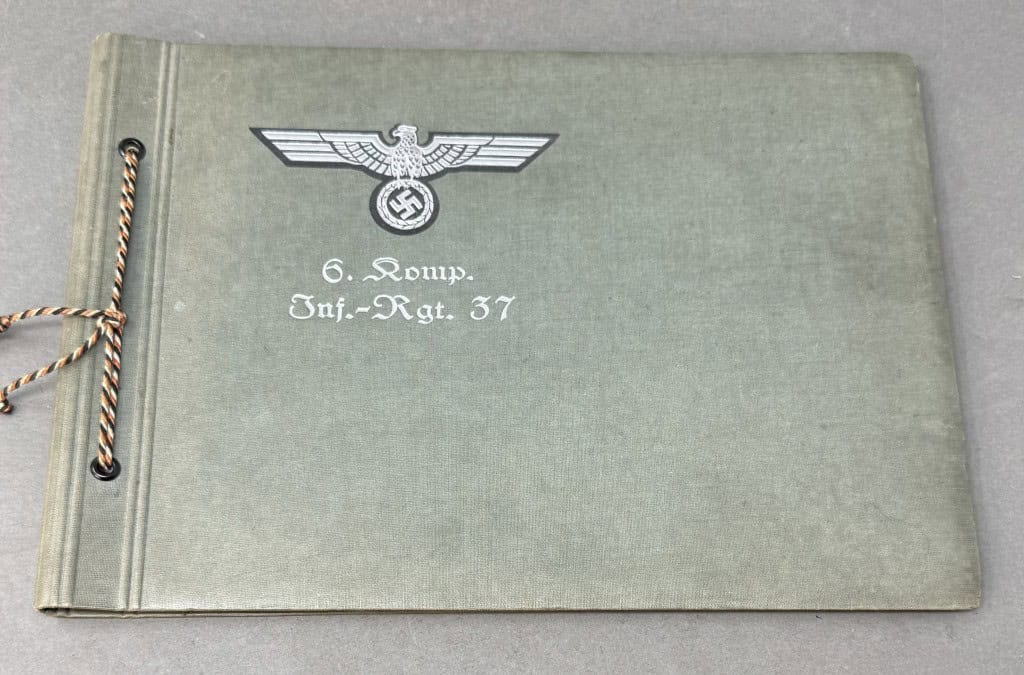 6. Komp.
Inf.-Rgt. 37